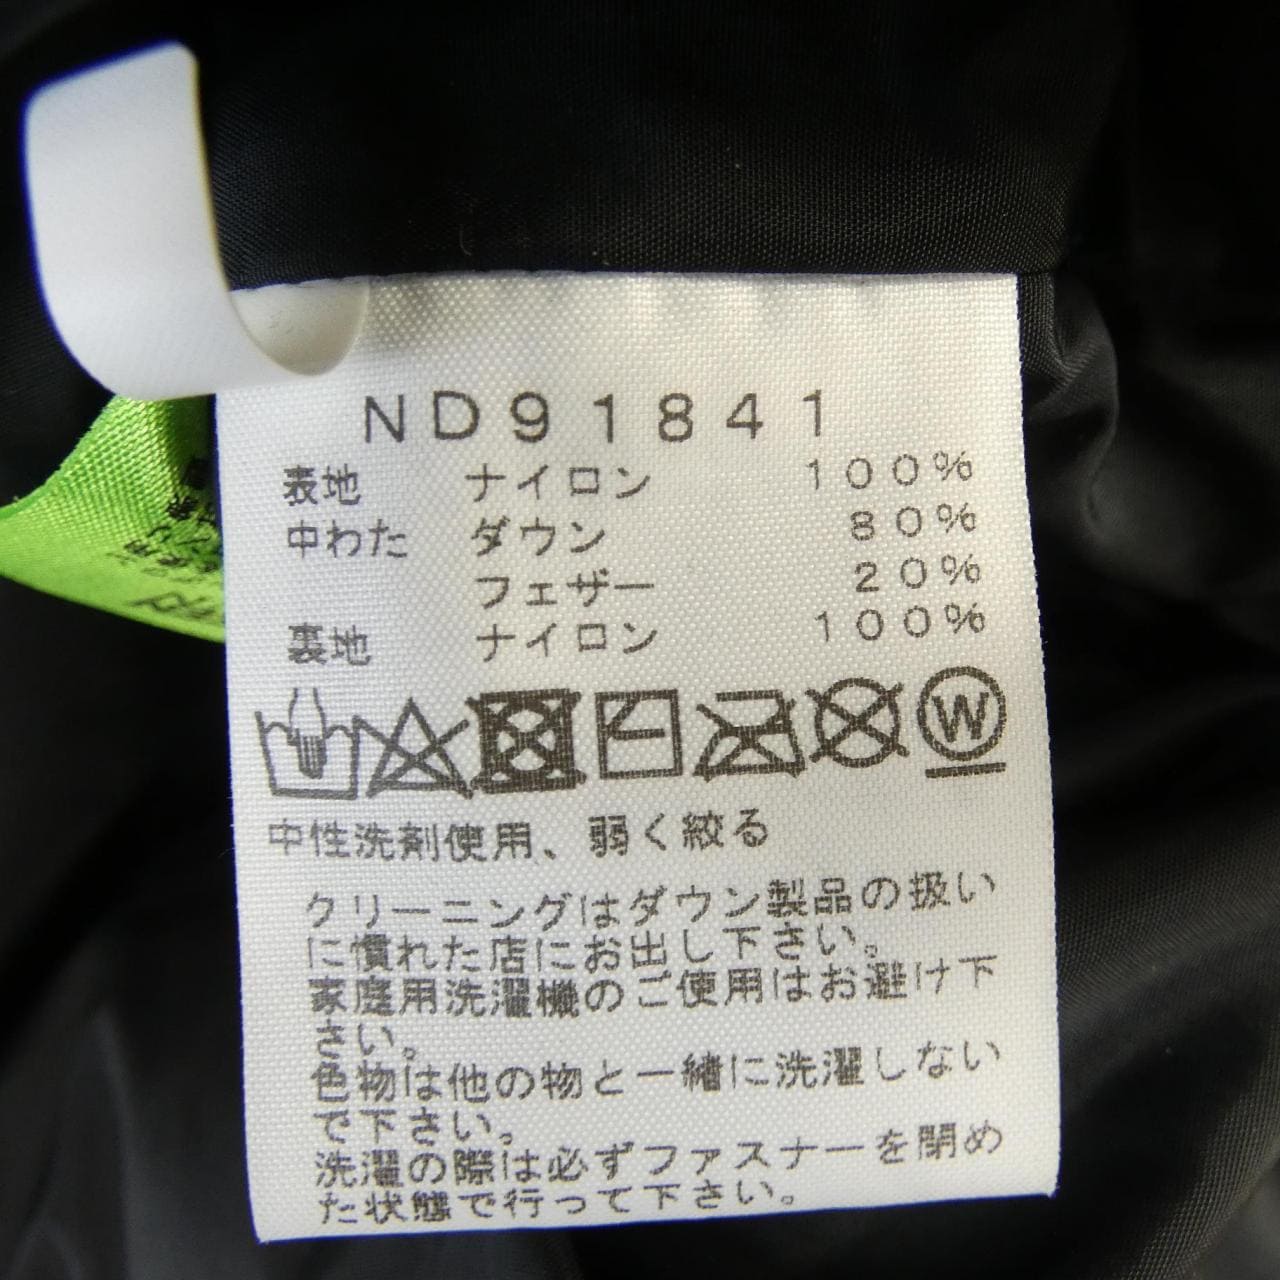 ND91841
表地 ナイロン 100%
中わた ダウン 80%
フェザー 20%
裏地 ナイロン 100%
W
中性洗剤使用、弱く絞る
クリーニングはダウン製品の扱い
に慣れた店にお出し下さい。
家庭用洗濯機のご使用はお避け下
さい。
色物は他の物と一緒に洗濯しない
で下さい。
洗濯の際は必ずファスナーを閉め
た状態で行って下さい。